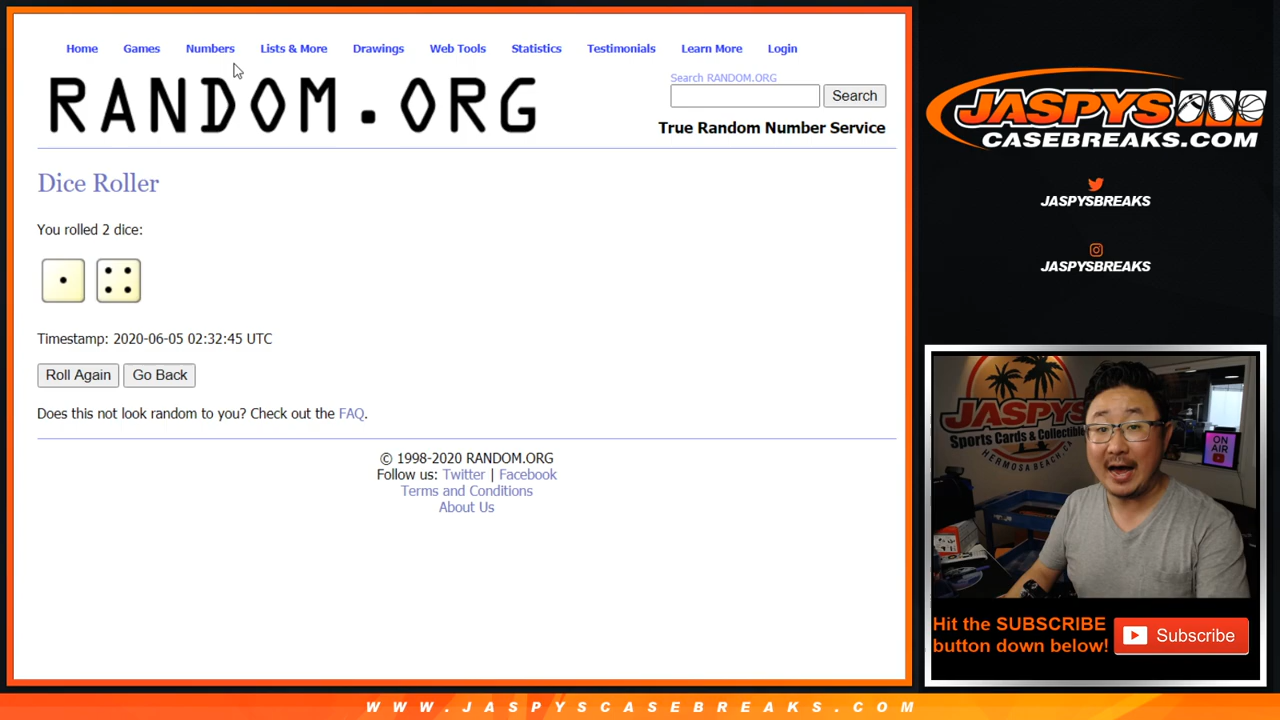 Home Games Numbers Lists & More Drawings Web Tools Statistics Testimonials Learn More Login
RANDOM.ORG
Search RANDOM.ORG
Search
True Random Number Service
Dice Roller
You rolled 2 dice:
Timestamp: 2020-06-05 02:32:45 UTC
Roll Again Go Back
Does this not look random to you? Check out the FAQ.
© 1998-2020 RANDOM.ORG
Follow us: Twitter | Facebook
Terms and Conditions
About Us
JASPYS
CASEBREAKS.COM
JASPYSBREAKS
JASPYSBREAKS
JASPYS
Sports Cards & Collectibles
HERMOSA BEACH, CA
ON
AIR
Hit the SUBSCRIBE
button down below!
Subscribe
WWW.JASPYSCASEBREAKS.COM